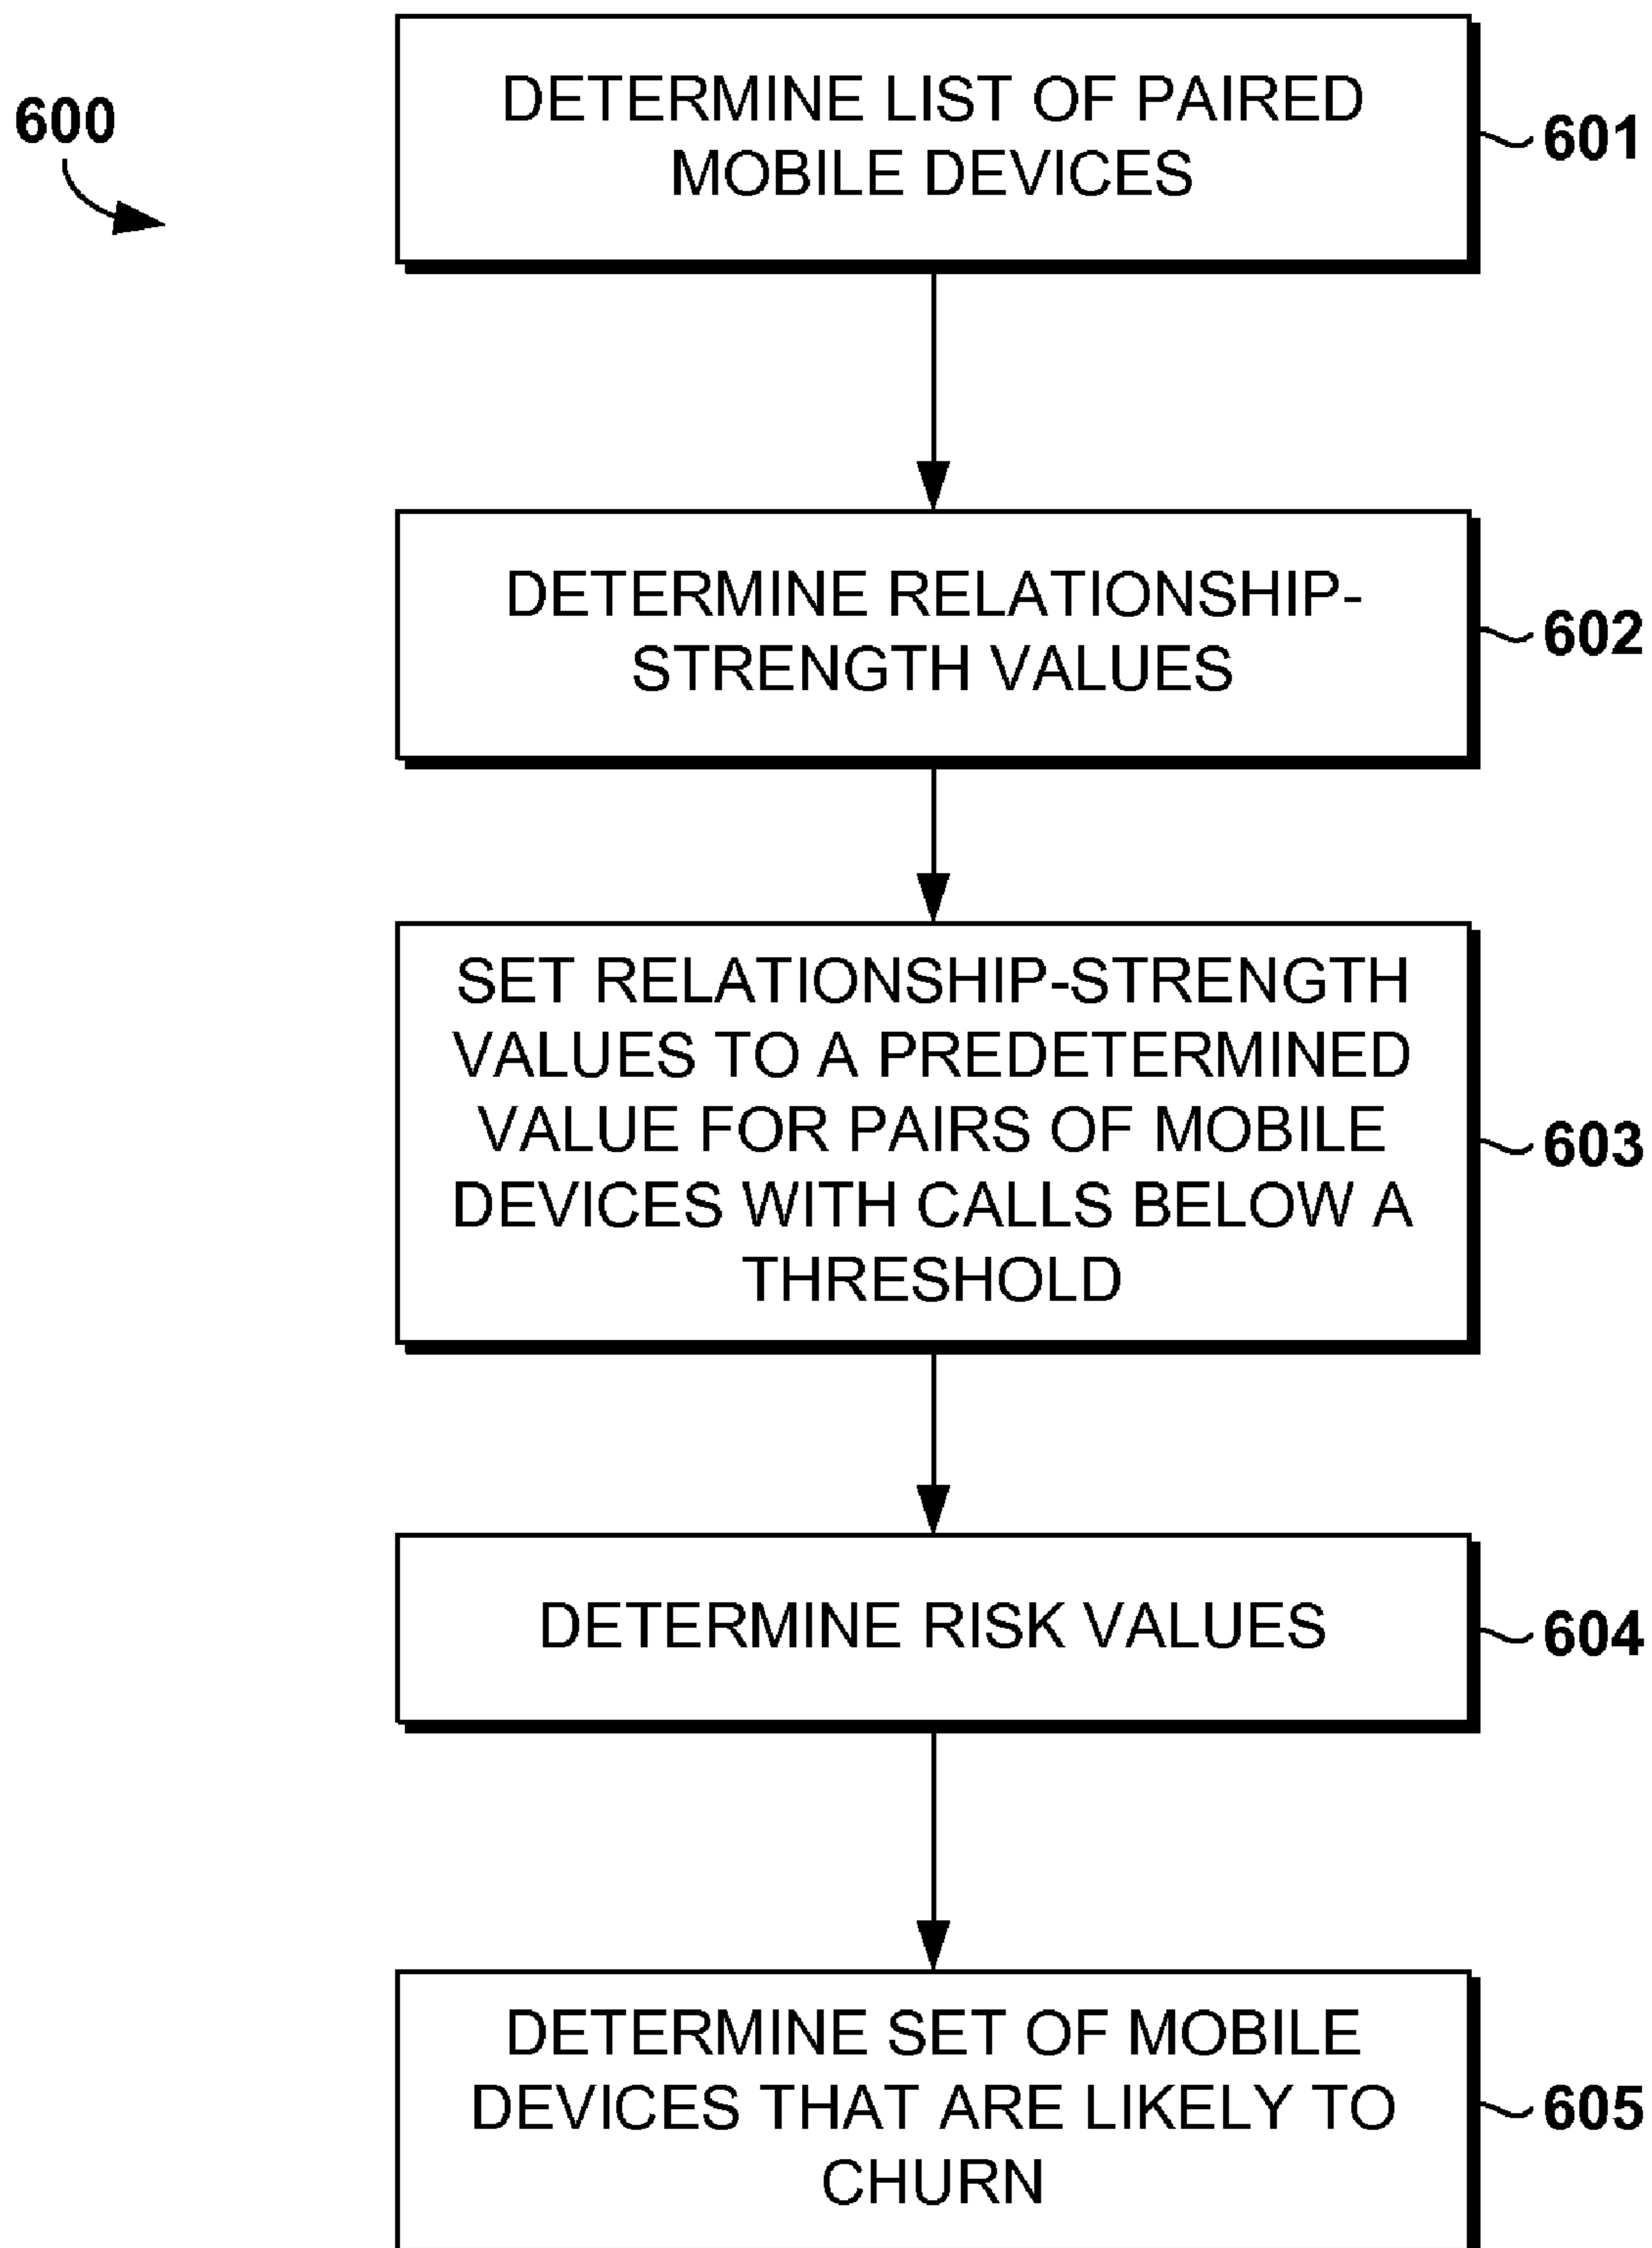 600
DETERMINE LIST OF PAIRED
MOBILE DEVICES
601
DETERMINE RELATIONSHIP-
STRENGTH VALUES
602
SET RELATIONSHIP-STRENGTH
VALUES TO A PREDETERMINED
VALUE FOR PAIRS OF MOBILE
DEVICES WITH CALLS BELOW A
THRESHOLD
603
DETERMINE RISK VALUES
604
DETERMINE SET OF MOBILE
DEVICES THAT ARE LIKELY TO
CHURN
605